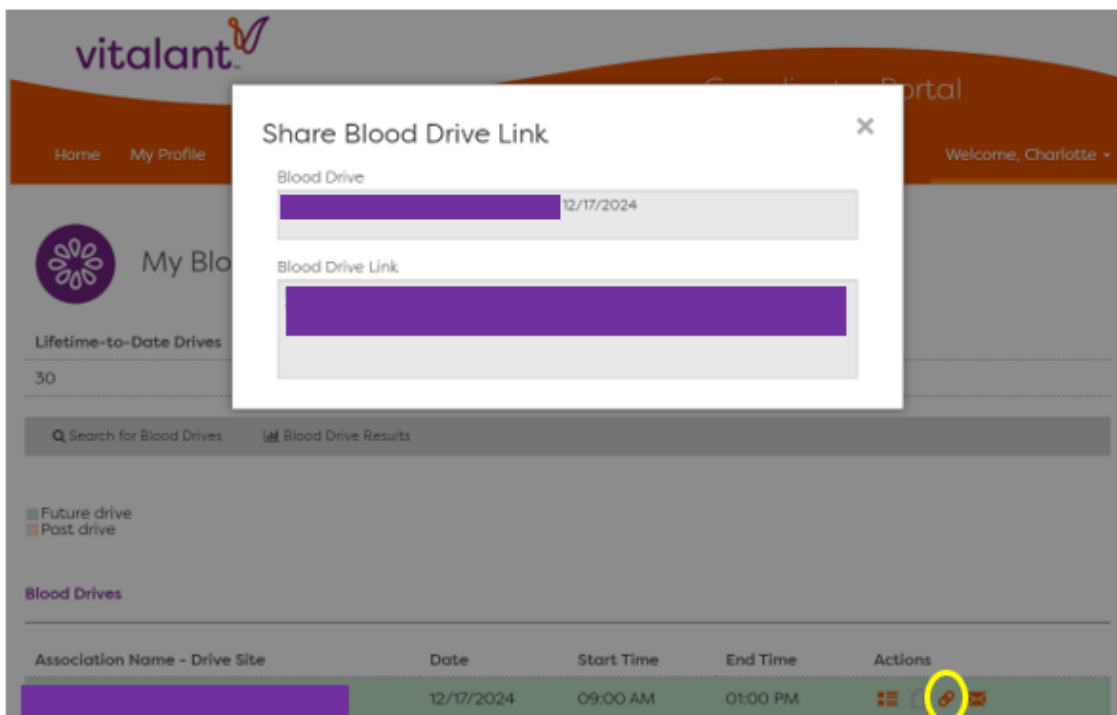 vitalant
Portal
Home My Profile Welcome, Charlotte
Share Blood Drive Link ×
Blood Drive
12/17/2024
My Blo
Blood Drive Link
Lifetime-to-Date Drives
30
Search for Blood Drives Blood Drive Results
Future drive
Past drive
Blood Drives
Association Name - Drive Site Date Start Time End Time Actions
12/17/2024 09:00 AM 01:00 PM